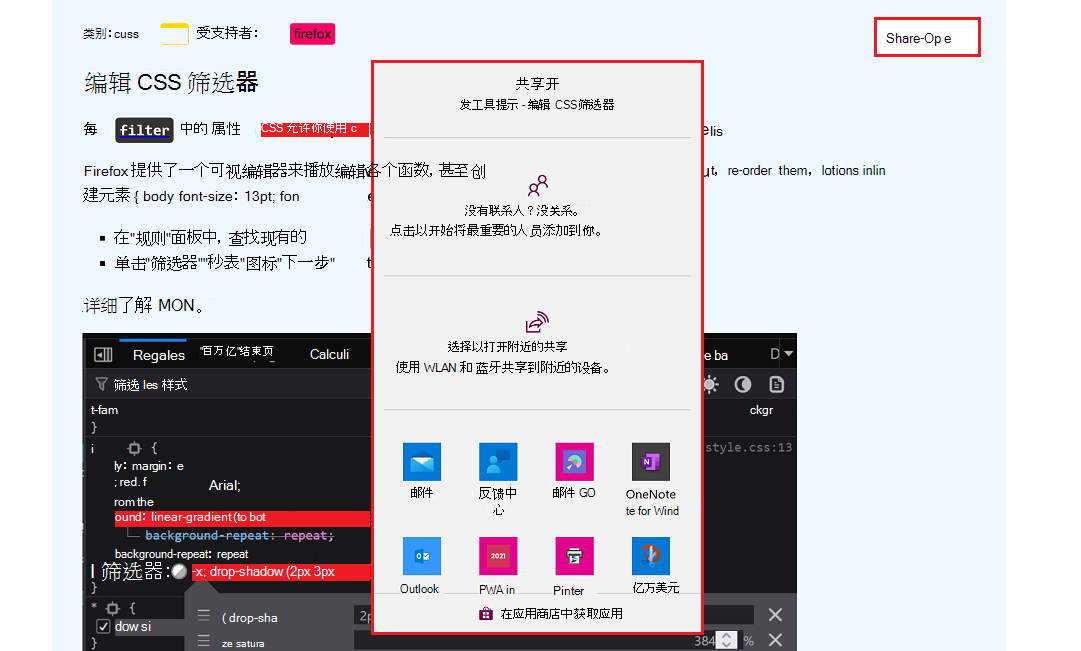 类别：cuss
受支持者：
firefox
Share-Op e
编辑 CSS 筛选器
每 filter 中的 属性 CSS 允许你使用 c
elis
Firefox 提供了一个可视编辑器来播放编辑各个函数，甚至创
ut, re-order them, lotions inlin
建元素 { body font-size：13pt; fon
e
在"规则"面板中，查找现有的
单击"筛选器""秒表"图标"下一步"
t
详细了解 MON。
共享开
发工具提示 - 编辑 CSS筛选器
没有联系人？没关系。
点击以开始将最重要的人员添加到你。
选择以打开附近的共享
使用 WLAN 和 蓝牙共享到附近的设备。
邮件
反馈中
心
邮件 GO
OneNote
te for Wind
Outlook
2021
PWA in
Pinter
亿万美元
在应用商店中获取应用
Regales
"百万亿"结束页
Calculi
e ba
D
筛选 les 样式
t-fam
ckgr
}
i {
style.css:13
ly：margin：e
; red. f
Arial;
rom the
ound：linear-gradient (to bot
background-repeat: repeat;
background-repeat：repeat
筛选器：-x; drop-shadow (2px 3px
}
* {
dow si
}
( drop-sha
2p
ze satura
384 %